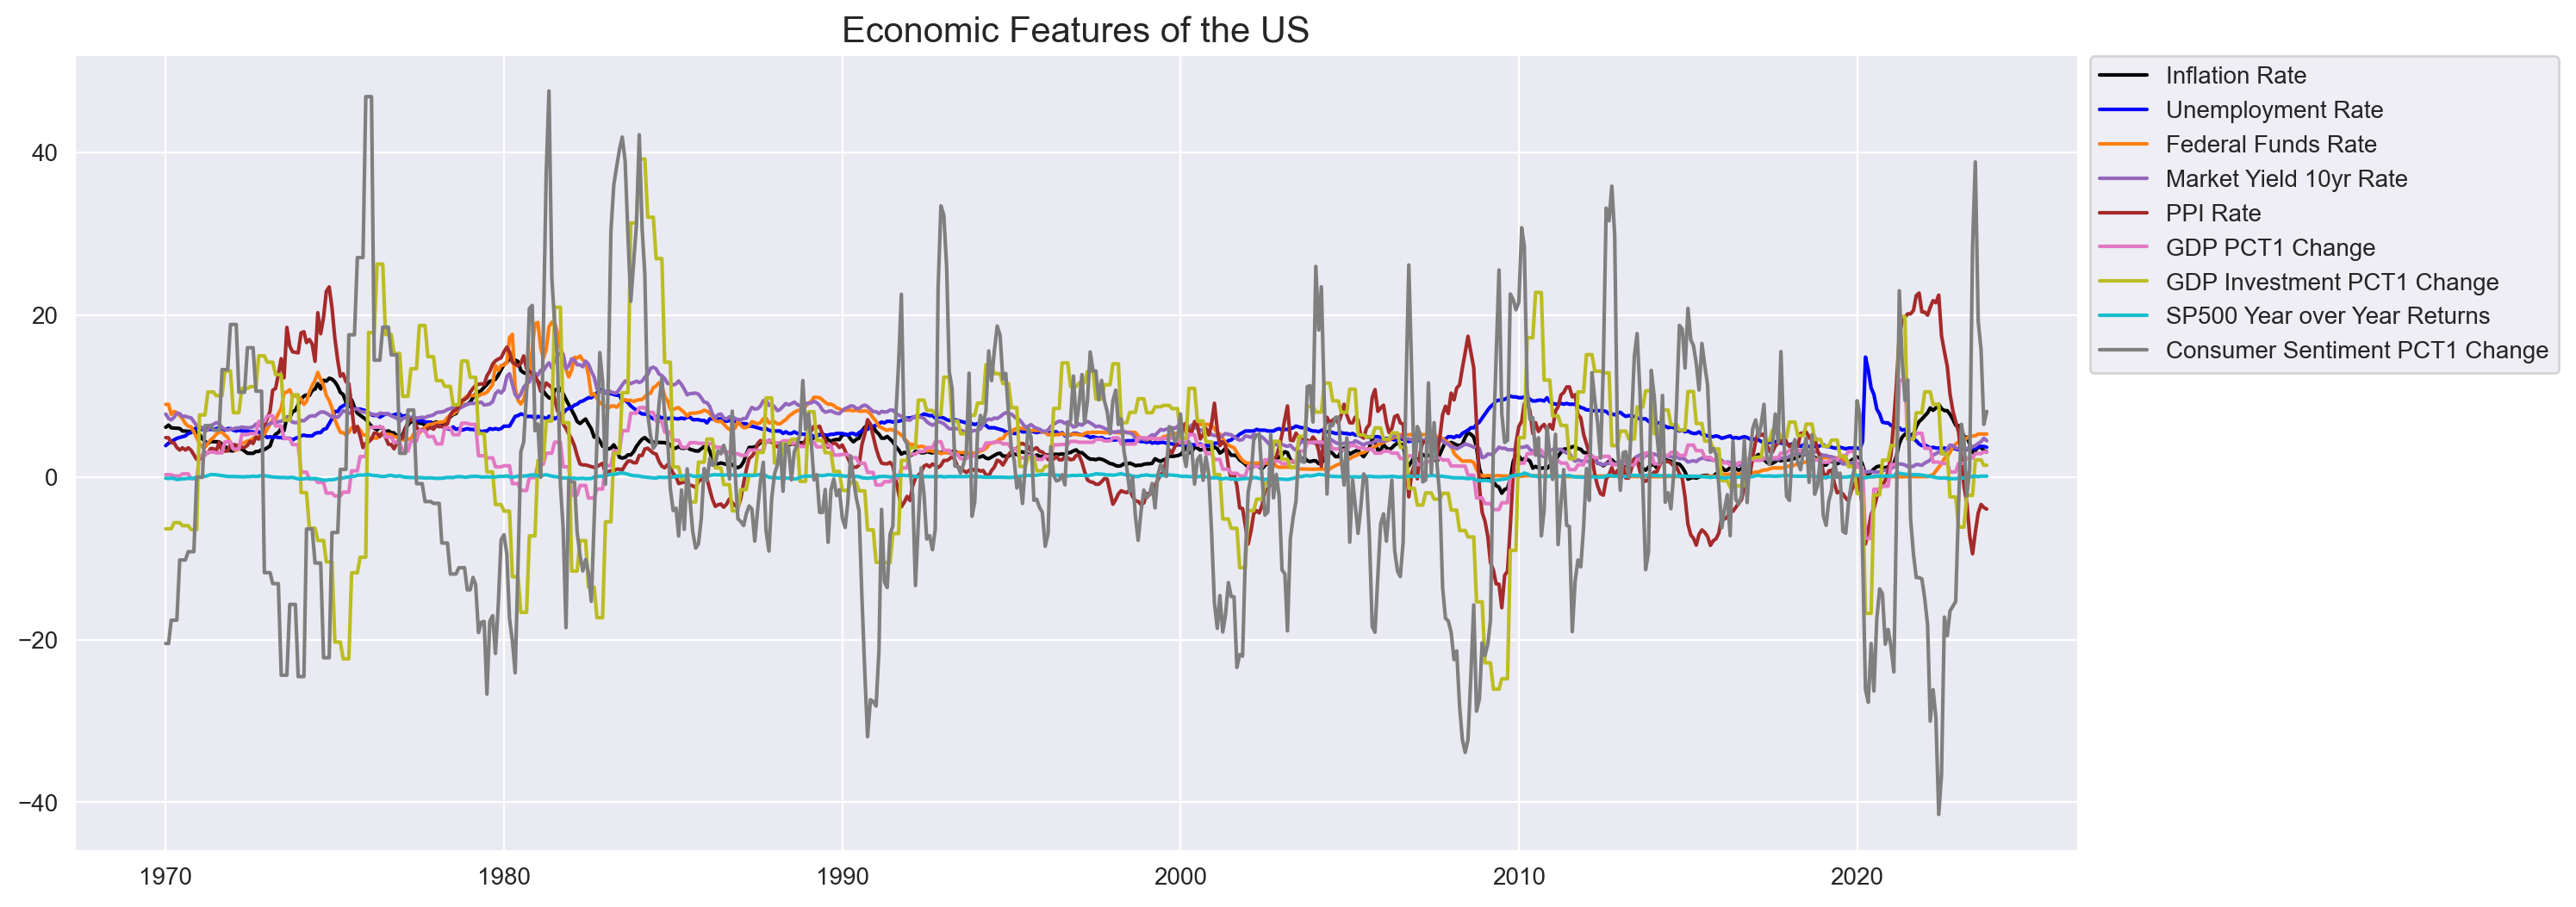 Economic Features of the US
Inflation Rate
Unemployment Rate
Federal Funds Rate
Market Yield 10yr Rate
PPI Rate
GDP PCT1 Change
GDP Investment PCT1 Change
SP500 Year over Year Returns
Consumer Sentiment PCT1 Change
40
20
0
−20
−40
1970 1980 1990 2000 2010 2020